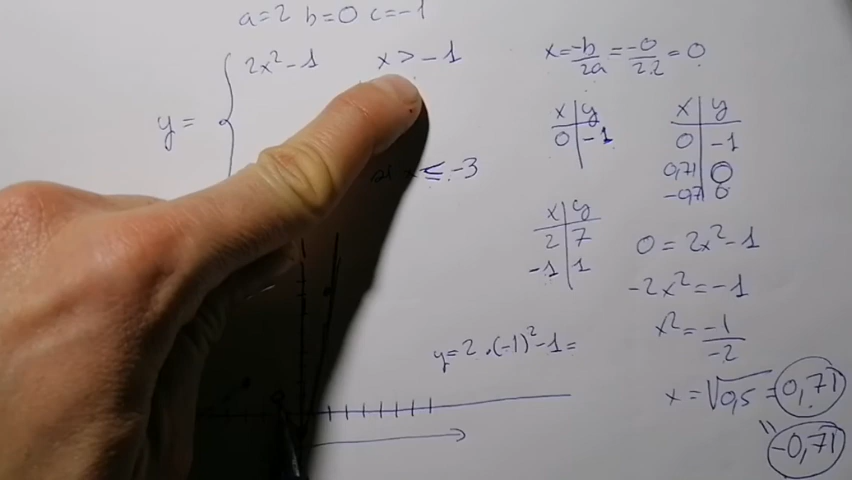 a=2 b=0 c=-1
y= { 2x²-1 x>-1
x≤-3
x=-b/2a=-0/2.2=0
x | y
0 | -1
x | y
0 | -1
0,71 | 0
-0,71 | 0
x | y
2 | 7
-1 | 1
0=2x²-1
-2x²=-1
x²=-1/-2
x=√0,5=0,71
-0,71
y=2.(-1)²-1=